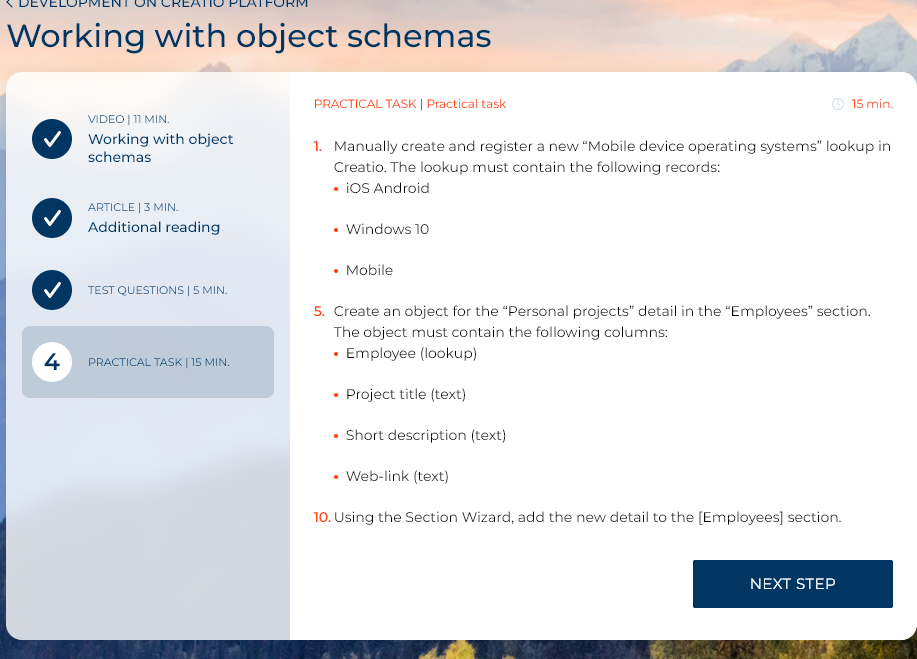 < DEVELOPMENT ON CREATIO PLATFORM
Working with object schemas
VIDEO | 11 MIN.
Working with object
schemas
ARTICLE | 3 MIN.
Additional reading
TEST QUESTIONS | 5 MIN.
4
PRACTICAL TASK | 15 MIN.
PRACTICAL TASK | Practical task
15 min.
1. Manually create and register a new “Mobile device operating systems” lookup in
Creatio. The lookup must contain the following records:
• iOS Android
• Windows 10
• Mobile
5. Create an object for the “Personal projects” detail in the “Employees” section.
The object must contain the following columns:
• Employee (lookup)
• Project title (text)
• Short description (text)
• Web-link (text)
10. Using the Section Wizard, add the new detail to the [Employees] section.
NEXT STEP